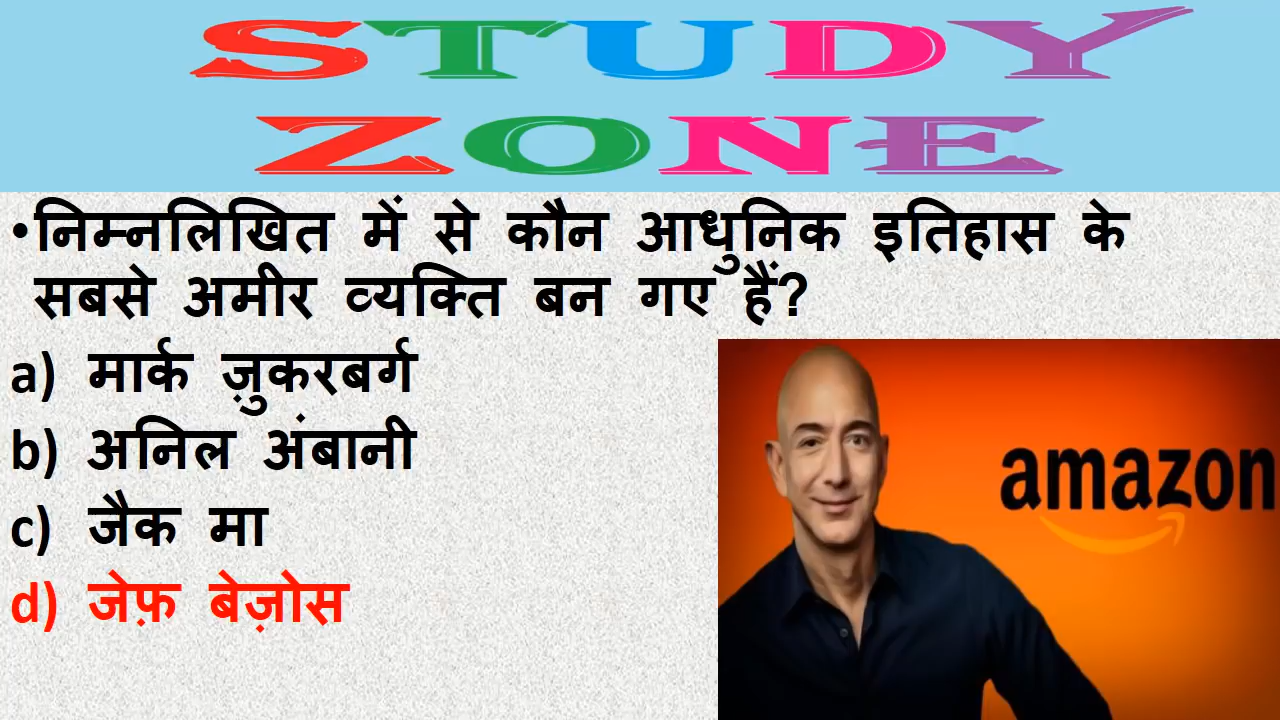 STUDY
ZONE
•निम्नलिखित में से कौन आधुनिक इतिहास के
सबसे अमीर व्यक्ति बन गए हैं?
a) मार्क ज़ुकरबर्ग
b) अनिल अंबानी
c) जैक मा
d) जेफ़ बेज़ोस
amazon